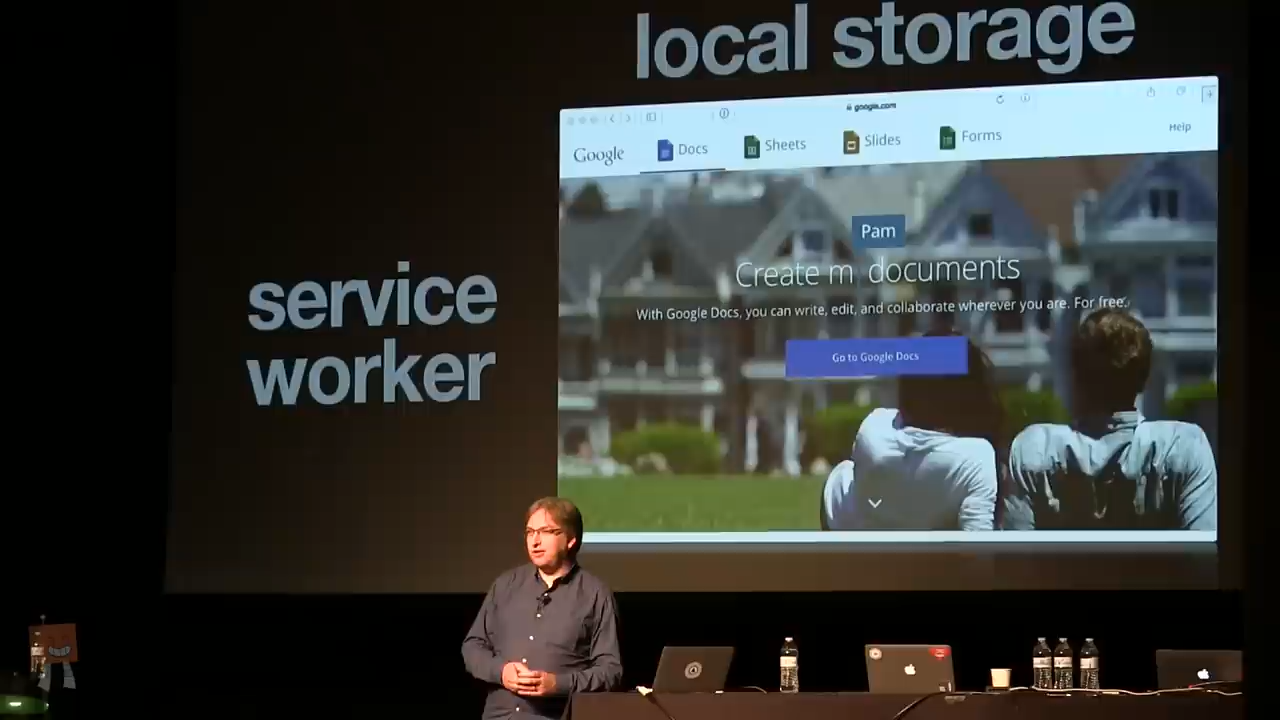 local storage
google.com
Google
Docs
Sheets
Slides
Forms
Help
Pam
Create m documents
With Google Docs, you can write, edit, and collaborate wherever you are. For free.
Go to Google Docs
service
worker